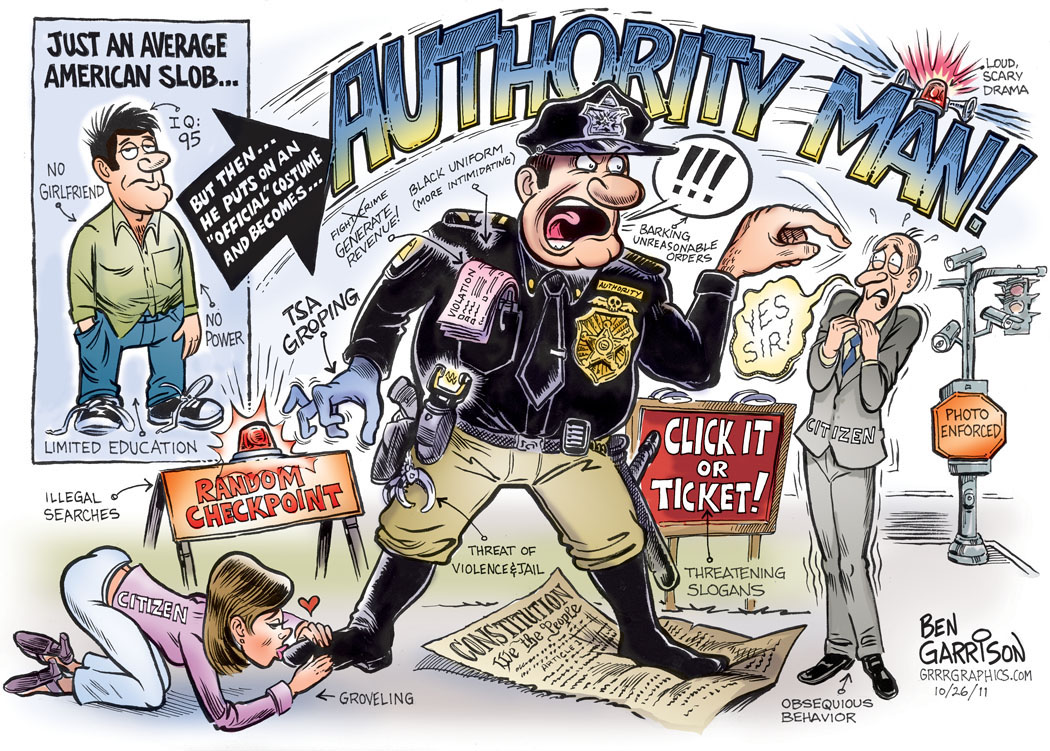 JUST AN AVERAGE
AMERICAN SLOB...
IQ:
95
NO
GIRLFRIEND
NO
POWER
LIMITED EDUCATION
BUT THEN...
HE PUTS ON AN
"OFFICIAL" COSTUME
AND BECOMES...
AUTHORITY MAN!
LOUD,
SCARY
DRAMA
FIGHT CRIME
GENERATE!
REVENUE!
BLACK UNIFORM
(MORE INTIMIDATING)
!!!
BARKING
UNREASONABLE
ORDERS
TSA
GROPING
VIOLATION
AUTHORITY
YES
SIR!
CITIZEN
PHOTO
ENFORCED
CLICK IT
OR
TICKET!
RANDOM
CHECKPOINT
ILLEGAL
SEARCHES
THREAT OF
VIOLENCE & JAIL
THREATENING
SLOGANS
CITIZEN
CONSTITUTION
We the People
ARTICLE
GROVELING
OBSEQUIOUS
BEHAVIOR
BEN
GARRISON
GRRRGRAPHICS.COM
10/26/11